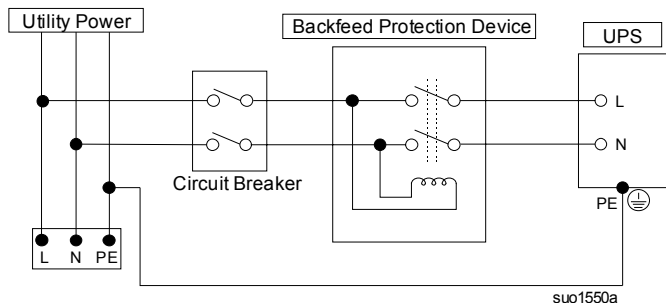 Utility Power
Backfeed Protection Device
UPS
L
N
Circuit Breaker
PE
L N PE
suo1550a